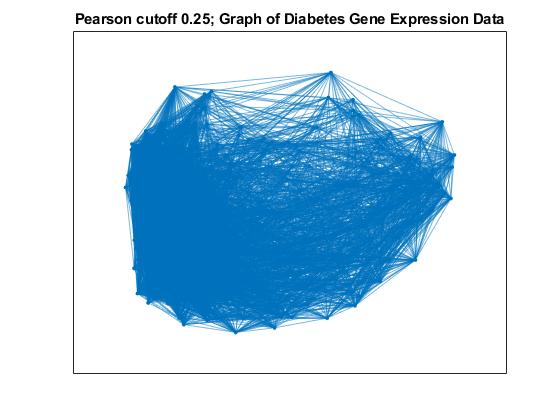 Pearson cutoff 0.25; Graph of Diabetes Gene Expression Data